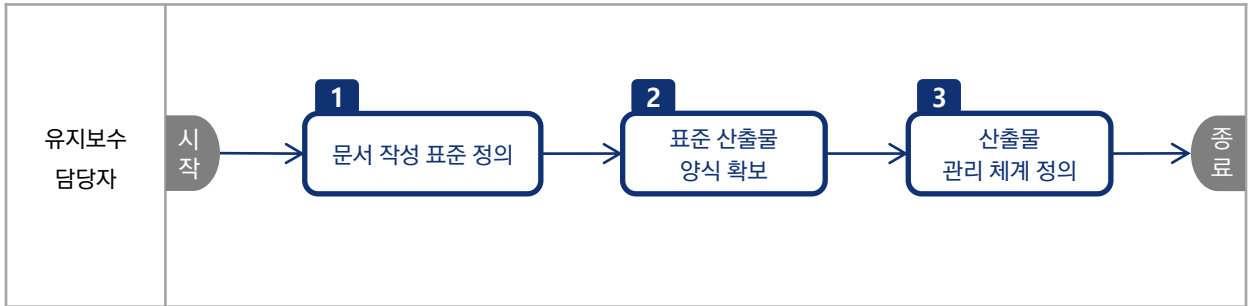 유지보수
담당자
시
작
1
문서 작성 표준 정의
2
표준 산출물
양식 확보
3
산출물
관리 체계 정의
종
료